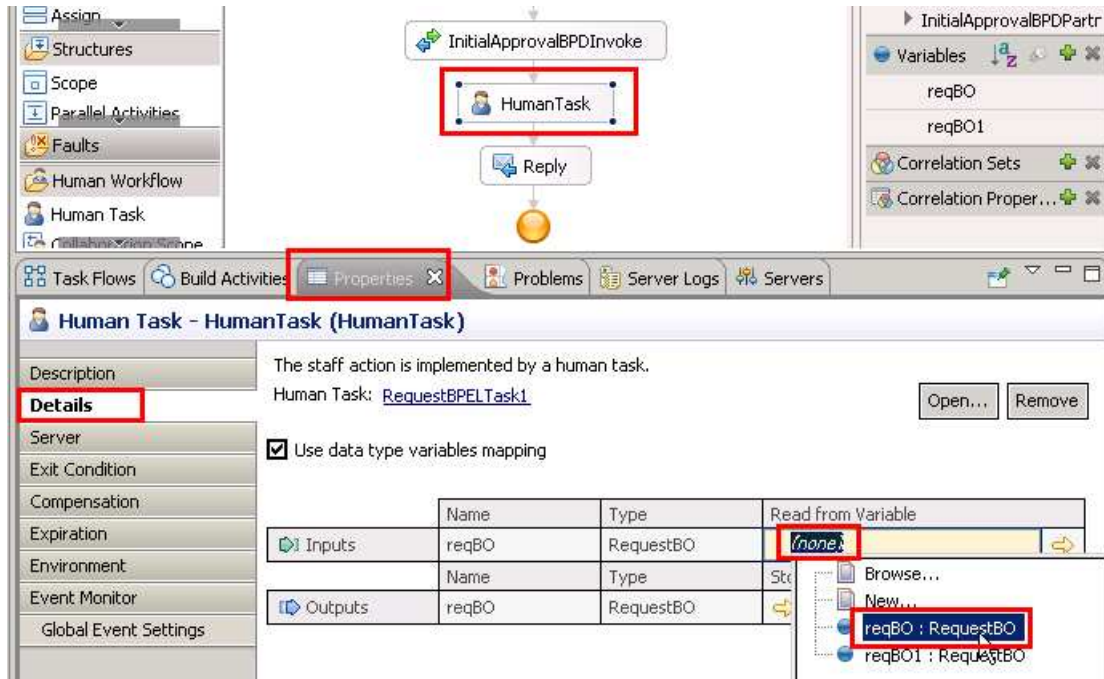 Assign
Structures
Scope
Parallel Activities
Faults
Human Workflow
Human Task
Collaboration Scope
InitialApprovalBPDInvoke
HumanTask
Reply
InitialApprovalBPDPartr
Variables
reqBO
reqBO1
Correlation Sets
Correlation Proper...
Task Flows Build Activities Properties Problems Server Logs Servers
Human Task - HumanTask (HumanTask)
Description
Details
Server
Exit Condition
Compensation
Expiration
Environment
Event Monitor
Global Event Settings
The staff action is implemented by a human task.
Human Task: RequestBPELTask1
Open... Remove
Use data type variables mapping
Name Type Read from Variable
Inputs reqBO RequestBO (none)
Name Type Sto
Outputs reqBO RequestBO
Browse...
New...
reqBO : RequestBO
reqBO1 : RequestBO